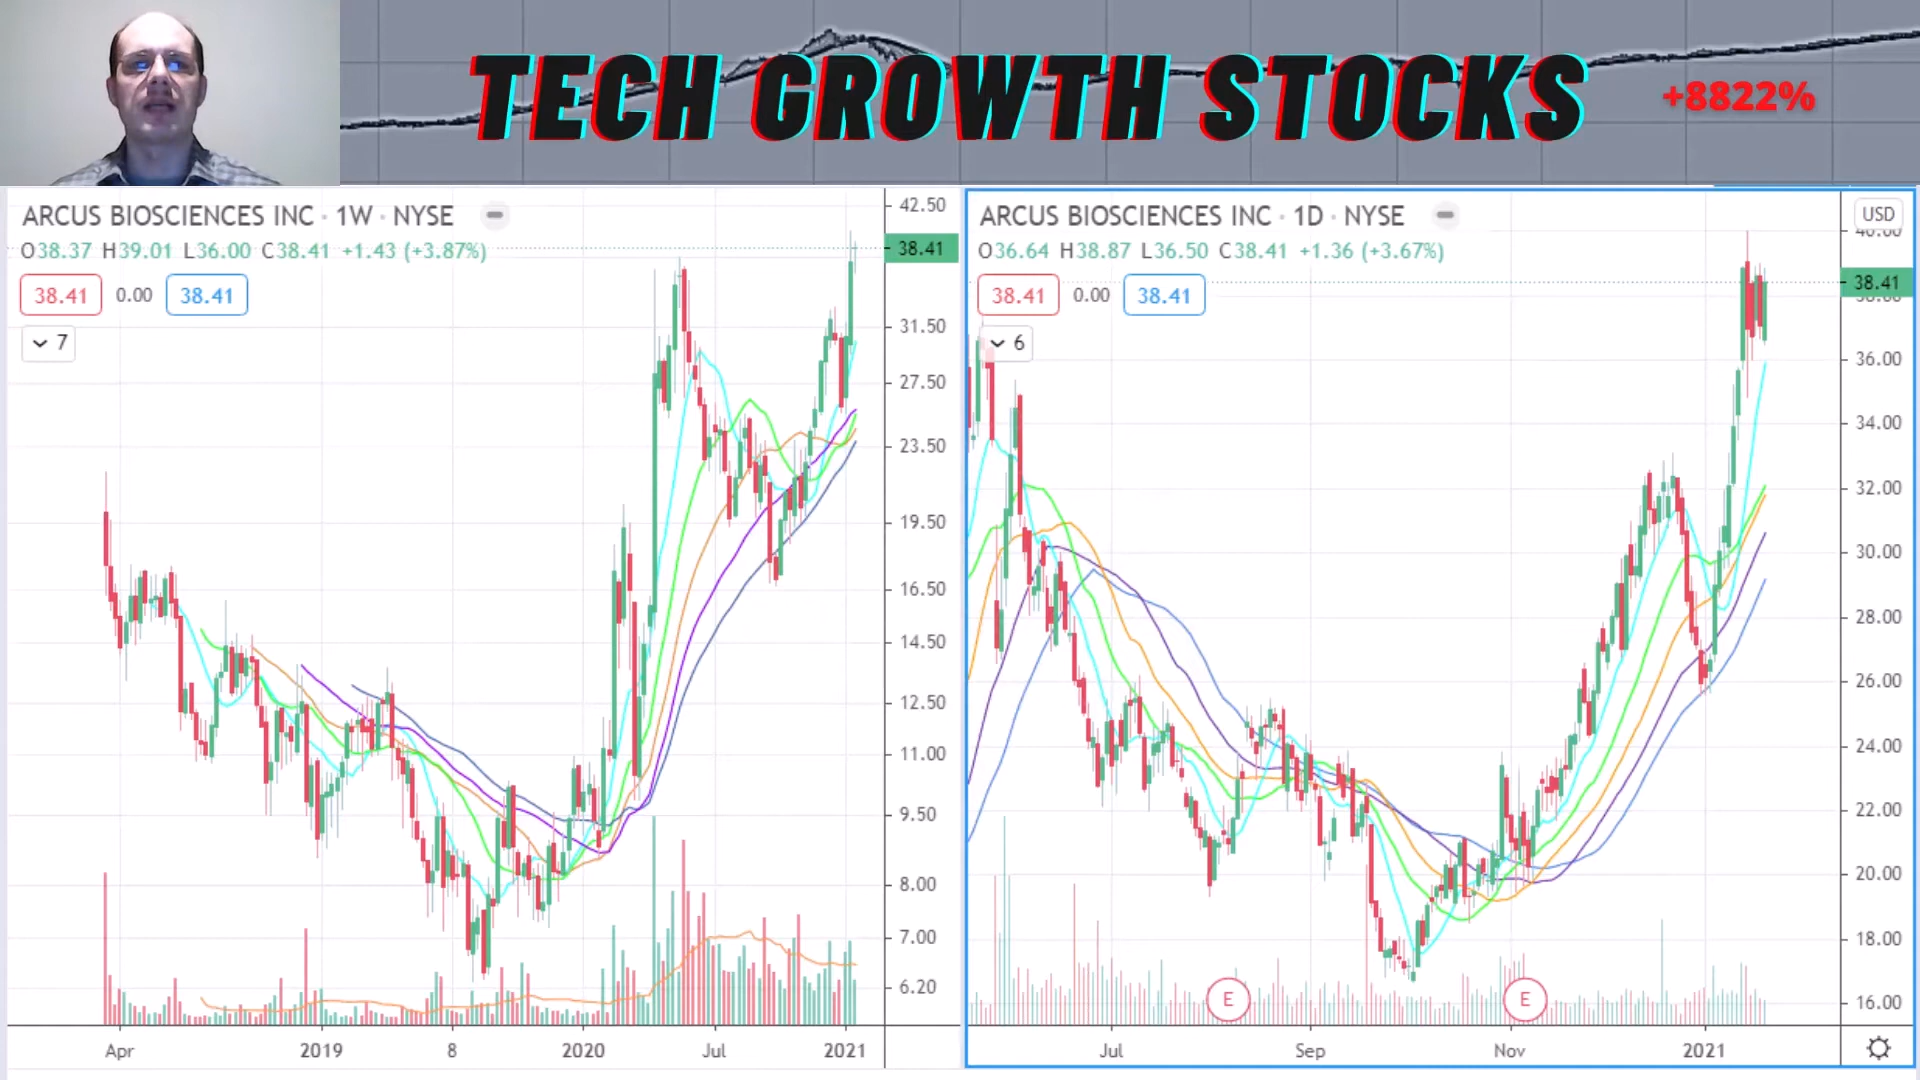 TECH GROWTH STOCKS
+8822%
ARCUS BIOSCIENCES INC · 1W · NYSE
O38.37 H39.01 L36.00 C38.41 +1.43 (+3.87%)
38.41 0.00 38.41
7
42.50
38.41
31.50
27.50
23.50
19.50
16.50
14.50
12.50
11.00
9.50
8.00
7.00
6.20
Apr 2019 8 2020 Jul 2021
ARCUS BIOSCIENCES INC · 1D · NYSE
O36.64 H38.87 L36.50 C38.41 +1.36 (+3.67%)
38.41 0.00 38.41
6
USD
40.00
38.41
38.00
36.00
34.00
32.00
30.00
28.00
26.00
24.00
22.00
20.00
18.00
16.00
E E
Jul Sep Nov 2021